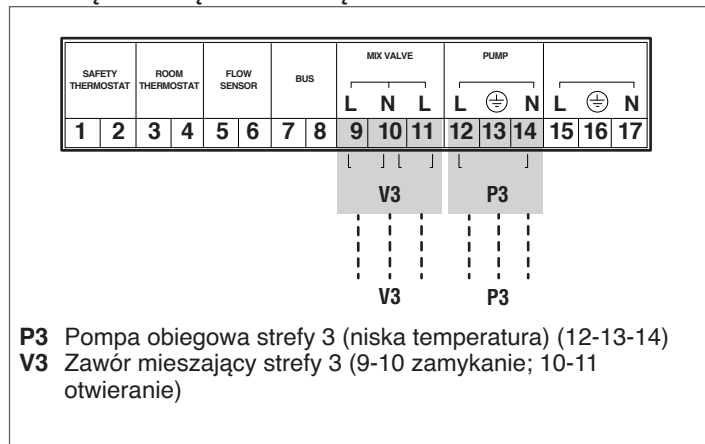 MIX VALVE PUMP
SAFETY THERMOSTAT ROOM THERMOSTAT FLOW SENSOR BUS
L N L L N L N
1 2 3 4 5 6 7 8 9 10 11 12 13 14 15 16 17
V3 P3
V3 P3
P3 Pompa obiegowa strefy 3 (niska temperatura) (12-13-14)
V3 Zawór mieszający strefy 3 (9-10 zamykanie; 10-11
otwieranie)